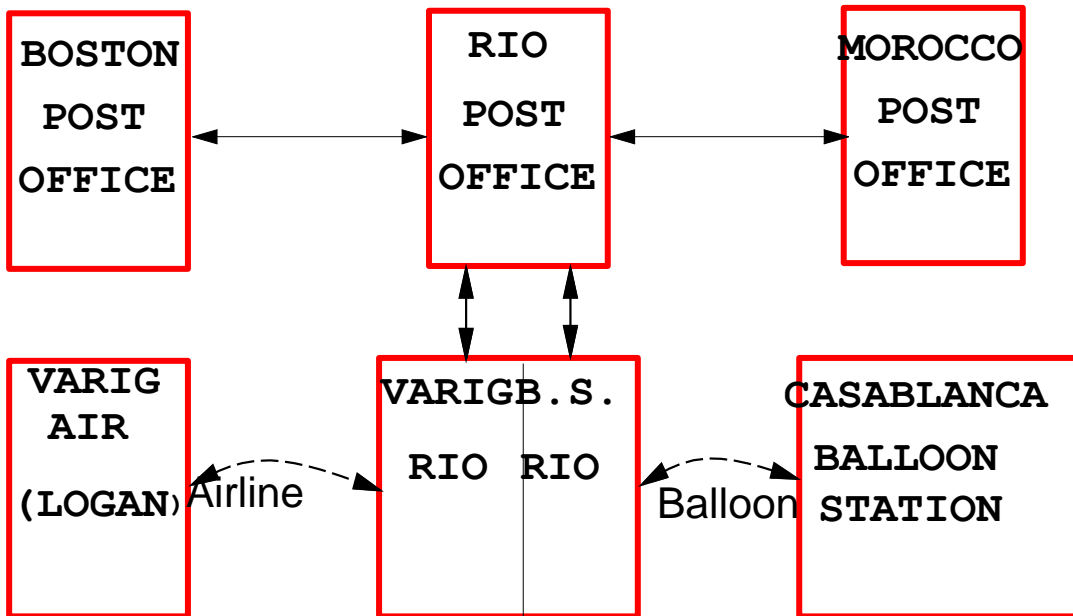 BOSTON
POST
OFFICE
RIO
POST
OFFICE
MOROCCO
POST
OFFICE
VARIG
AIR
(LOGAN)
Airline
VARIG B.S.
RIO RIO
Balloon
CASABLANCA
BALLOON
STATION